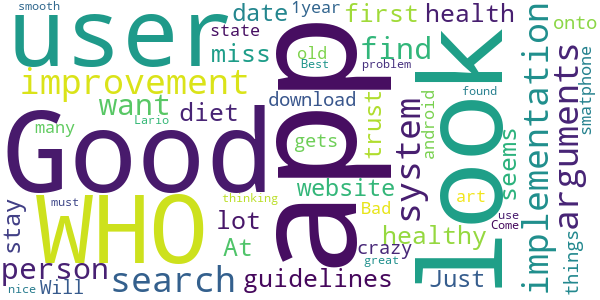 smooth
user
date
1year
first
health
onto
state
miss
old
find
Best
problem
improvement
want
diet
download
found
many
Lario
Good
app
gets
trust
android
system
look
seems
implementation
arguments
smatphone
website
thinking
Bad
art
stay
must
WHO
lot
At
healthy
crazy
use
Come
things
person
nice
Will
search
guidelines
great
Just